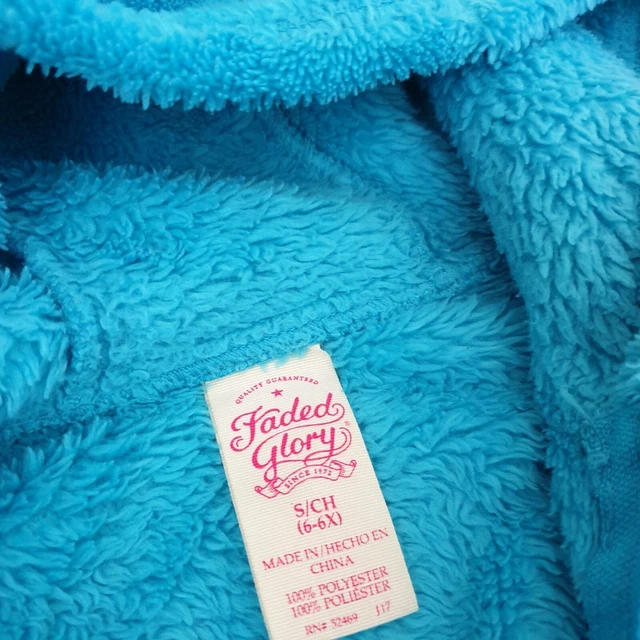 QUALITY GUARANTEED
Faded
Glory®
SINCE 1972
S/CH
(6-6X)
MADE IN/HECHO EN
CHINA
100% POLYESTER
100% POLIÉSTER
RN# 52469 117